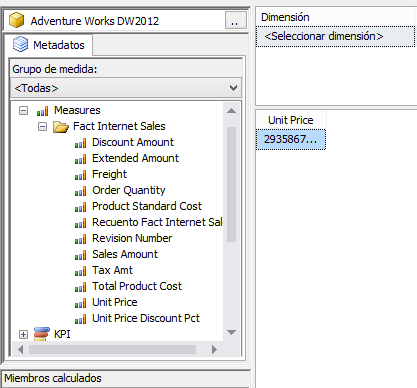 Adventure Works DW2012
..
Metadatos
Grupo de medida:
<Todas>
Measures
Fact Internet Sales
Discount Amount
Extended Amount
Freight
Order Quantity
Product Standard Cost
Recuento Fact Internet Sal
Revision Number
Sales Amount
Tax Amt
Total Product Cost
Unit Price
Unit Price Discount Pct
KPI
Miembros calculados
Dimensión
<Seleccionar dimensión>
Unit Price
2935867...